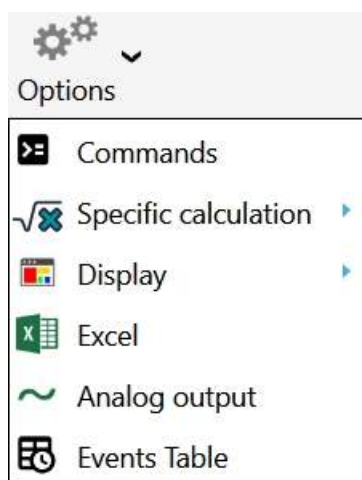 Options
Commands
Specific calculation
Display
Excel
Analog output
Events Table